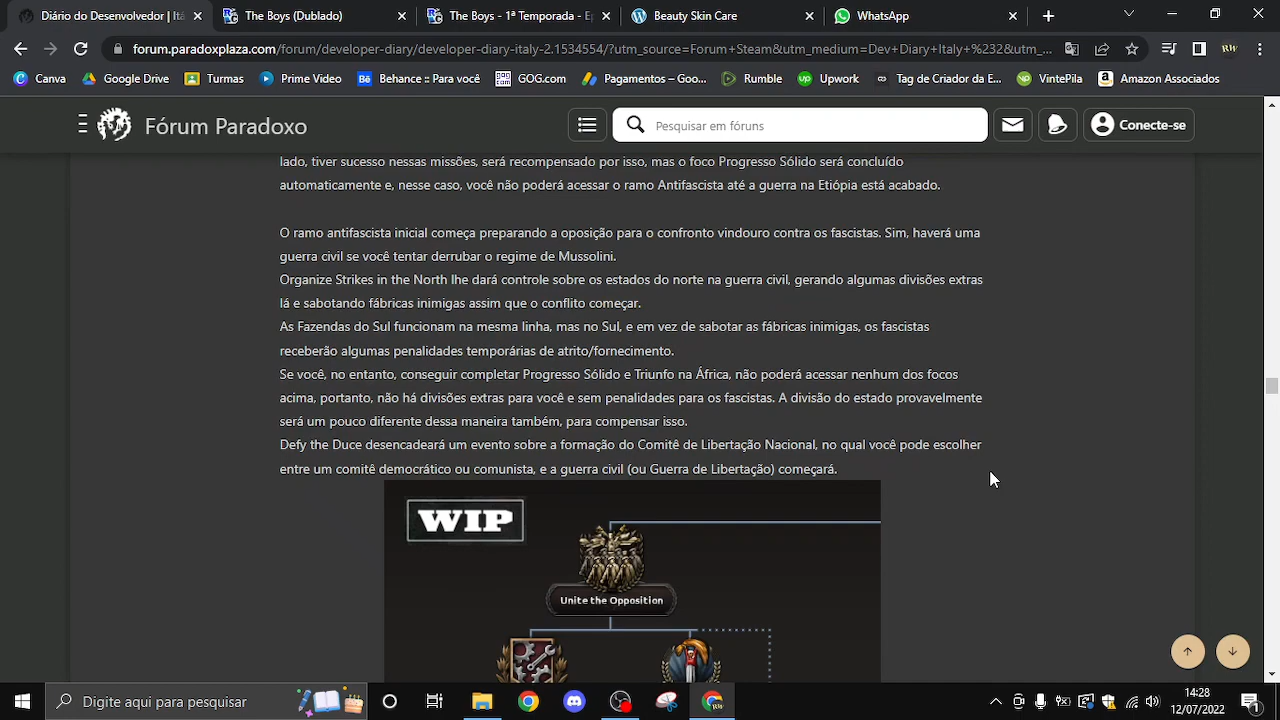 Diário do Desenvolvedor | Itá
The Boys (Dublado)
The Boys - 1ª Temporada - Ep
Beauty Skin Care
WhatsApp
forum.paradoxplaza.com/forum/developer-diary/developer-diary-italy-2.1534554/?utm_source=Forum+Steam&utm_medium=Dev+Diary+Italy+%232&utm_...
Canva
Google Drive
Turmas
Prime Video
Behance :: Para você
GOG.com
Pagamentos – Goo...
Rumble
Upwork
Tag de Criador da E...
VintePila
Amazon Associados
Fórum Paradoxo
Pesquisar em fóruns
Conecte-se
lado, tiver sucesso nessas missões, será recompensado por isso, mas o foco Progresso Sólido será concluído
automaticamente e, nesse caso, você não poderá acessar o ramo Antifascista até a guerra na Etiópia está acabado.
O ramo antifascista inicial começa preparando a oposição para o confronto vindouro contra os fascistas. Sim, haverá uma
guerra civil se você tentar derrubar o regime de Mussolini.
Organize Strikes in the North lhe dará controle sobre os estados do norte na guerra civil, gerando algumas divisões extras
lá e sabotando fábricas inimigas assim que o conflito começar.
As Fazendas do Sul funcionam na mesma linha, mas no Sul, e em vez de sabotar as fábricas inimigas, os fascistas
receberão algumas penalidades temporárias de atrito/fornecimento.
Se você, no entanto, conseguir completar Progresso Sólido e Triunfo na África, não poderá acessar nenhum dos focos
acima, portanto, não há divisões extras para você e sem penalidades para os fascistas. A divisão do estado provavelmente
será um pouco diferente dessa maneira também, para compensar isso.
Defy the Duce desencadeará um evento sobre a formação do Comitê de Libertação Nacional, no qual você pode escolher
entre um comitê democrático ou comunista, e a guerra civil (ou Guerra de Libertação) começará.
WIP
Unite the Opposition
Digite aqui para pesquisar
14:28
12/07/2022